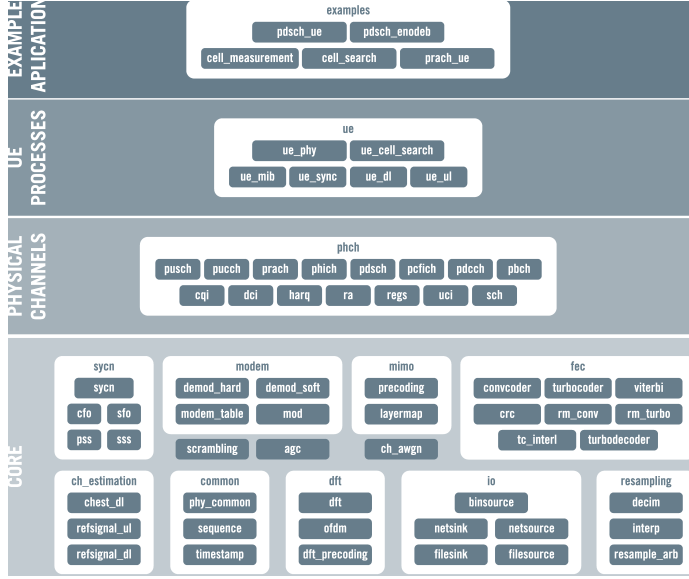 EXAMPLE
APLICATION
examples
pdsch_ue pdsch_enodeb
cell_measurement cell_search prach_ue
UE
PROCESSES
ue
ue_phy ue_cell_search
ue_mib ue_sync ue_dl ue_ul
PHYSICAL
CHANNELS
phch
pusch pucch prach phich pdsch pcfich pdcch pbch
cqi dci harq ra regs uci sch
CORE
sycn
sycn
cfo sfo
pss sss
modem
demod_hard demod_soft
modem_table mod
scrambling agc
mimo
precoding
layermap
ch_awgn
fec
convcoder turbocoder viterbi
crc rm_conv rm_turbo
tc_interl turbodecoder
ch_estimation
chest_dl
refsignal_ul
refsignal_dl
common
phy_common
sequence
timestamp
dft
dft
ofdm
dft_precoding
io
binsource
netsink netsource
filesink filesource
resampling
decim
interp
resample_arb